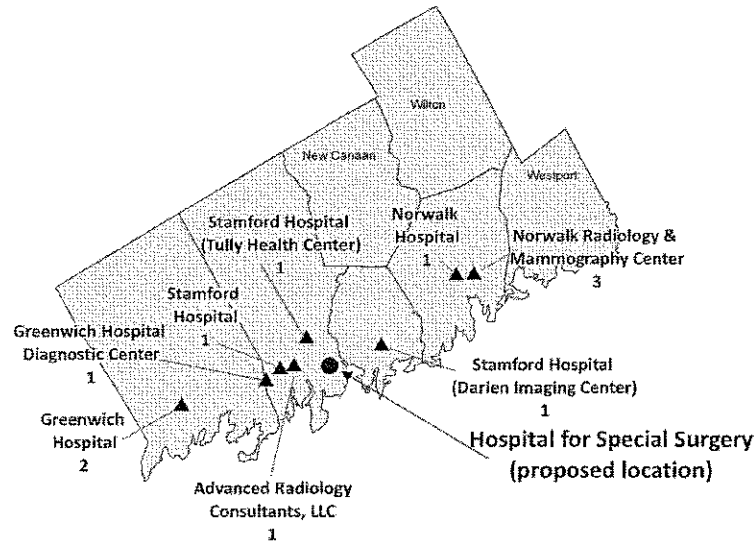 Wilton
New Canaan
Westport
Stamford Hospital
(Tully Health Center)
1
Norwalk
Hospital
1
Norwalk Radiology &
Mammography Center
3
Stamford
Hospital
1
Greenwich Hospital
Diagnostic Center
1
Greenwich
Hospital
2
Stamford Hospital
(Darien Imaging Center)
1
Hospital for Special Surgery
(proposed location)
Advanced Radiology
Consultants, LLC
1